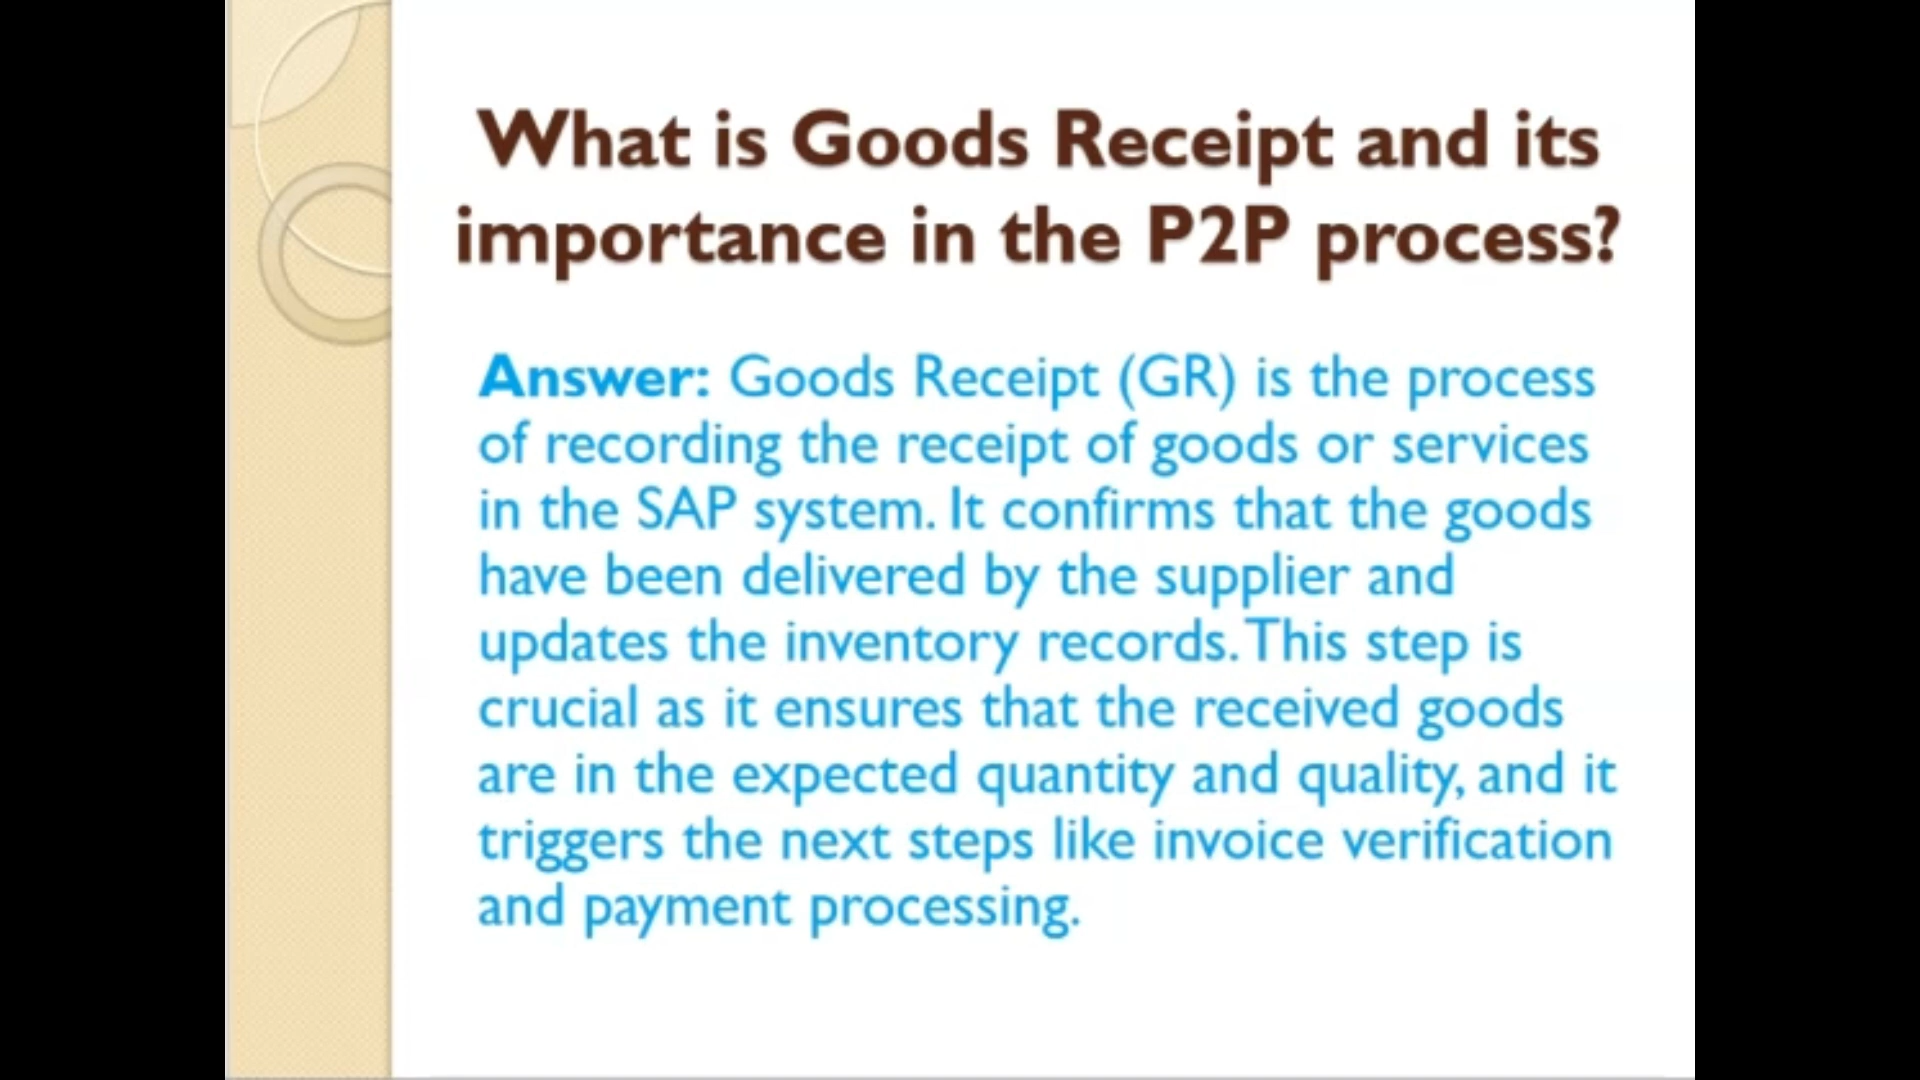 What is Goods Receipt and its
importance in the P2P process?
Answer: Goods Receipt (GR) is the process
of recording the receipt of goods or services
in the SAP system. It confirms that the goods
have been delivered by the supplier and
updates the inventory records. This step is
crucial as it ensures that the received goods
are in the expected quantity and quality, and it
triggers the next steps like invoice verification
and payment processing.